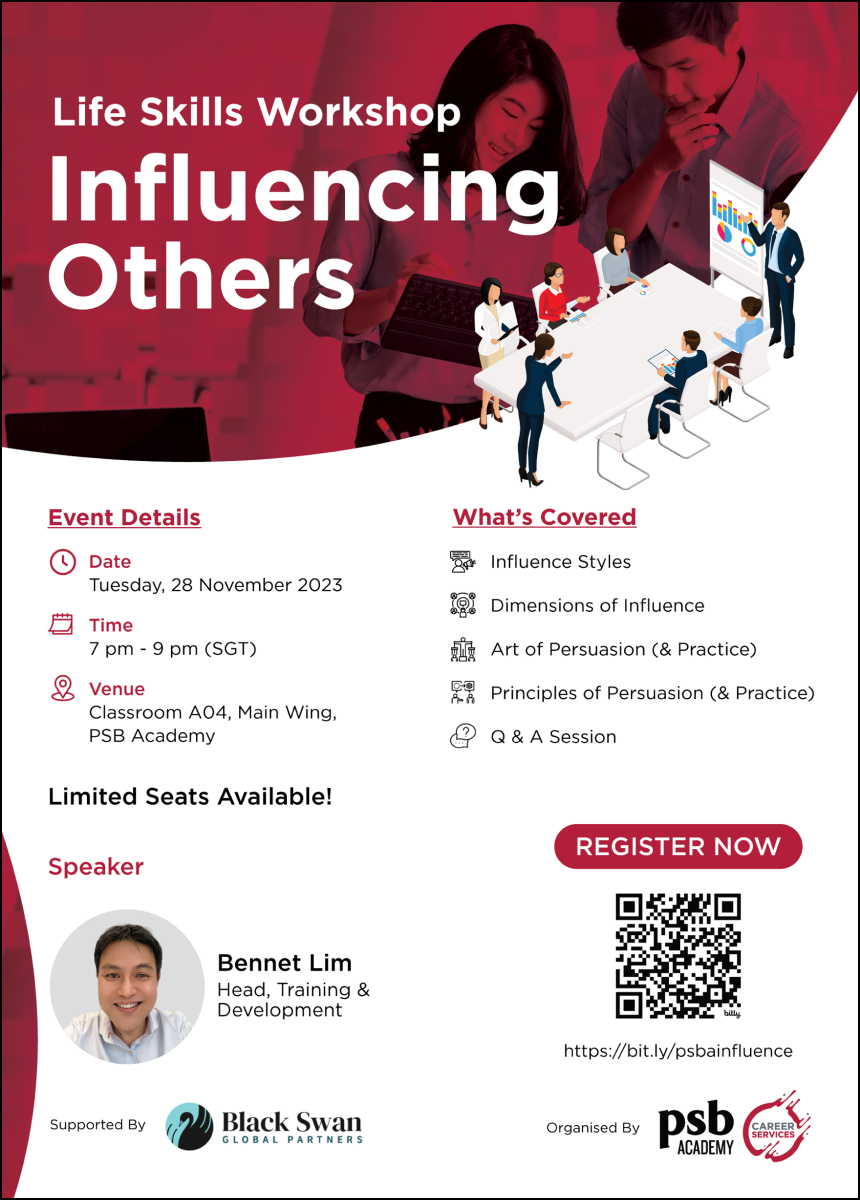 Life Skills Workshop
Influencing
Others
Event Details
Date
Tuesday, 28 November 2023
Time
7 pm - 9 pm (SGT)
Venue
Classroom A04, Main Wing,
PSB Academy
Limited Seats Available!
What's Covered
Influence Styles
Dimensions of Influence
Art of Persuasion (& Practice)
Principles of Persuasion (& Practice)
Q & A Session
Speaker
Bennet Lim
Head, Training &
Development
REGISTER NOW
bitly
https://bit.ly/psbainfluence
Supported By
Black Swan
GLOBAL PARTNERS
Organised By
psb
ACADEMY
CAREER
SERVICES